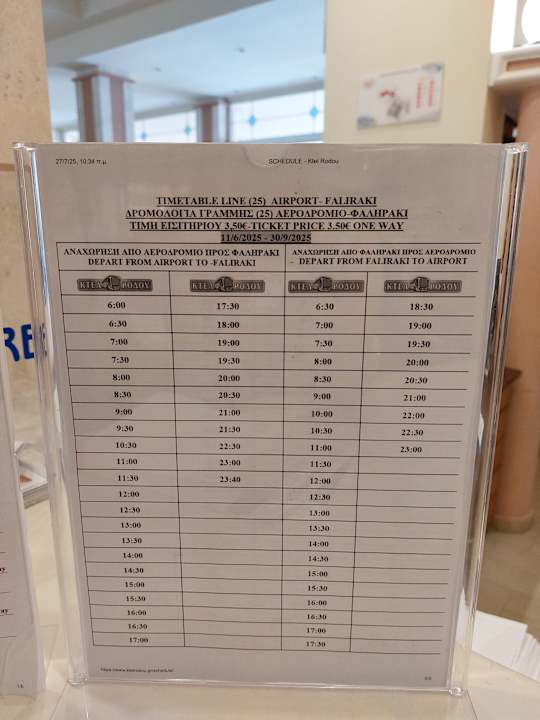 27/7/25, 10:34 π.μ.
SCHEDULE - Ktel Rodou
TIMETABLE LINE (25) AIRPORT- FALIRAKI
ΔΡΟΜΟΛΟΓΙΑ ΓΡΑΜΜΗΣ (25) ΑΕΡΟΔΡΟΜΙΟ-ΦΑΛΗΡΑΚΙ
ΤΙΜΗ ΕΙΣΙΤΗΡΙΟΥ 3,50€-TICKET PRICE 3.50€ ONE WAY
11/6/2025 - 30/9/2025
ΑΝΑΧΩΡΗΣΗ ΑΠΟ ΑΕΡΟΔΡΟΜΙΟ ΠΡΟΣ ΦΑΛΗΡΑΚΙ
DEPART FROM AIRPORT TO -FALIRAKI
ΑΝΑΧΩΡΗΣΗ ΑΠΟ ΦΑΛΗΡΑΚΙ ΠΡΟΣ ΑΕΡΟΔΡΟΜΙΟ
- DEPART FROM FALIRAKI TO AIRPORT
ΚΤΕΛ ΡΟΔΟΥ ΚΤΕΛ ΡΟΔΟΥ ΚΤΕΛ ΡΟΔΟΥ ΚΤΕΛ ΡΟΔΟΥ
6:00 17:30 6:30 18:30
6:30 18:00 7:00 19:00
7:00 19:00 7:30 19:30
7:30 19:30 8:00 20:00
8:00 20:00 8:30 20:30
8:30 20:30 9:00 21:00
9:00 21:00 10:00 22:00
9:30 21:30 10:30 22:30
10:30 22:30 11:00 23:00
11:00 23:00 11:30
11:30 23:40 12:00
12:00 12:30
12:30 13:00
13:00 13:30
13:30 14:00
14:00 14:30
14:30 15:00
15:00 15:30
15:30 16:00
16:00 16:30
16:30 17:00
17:00 17:30